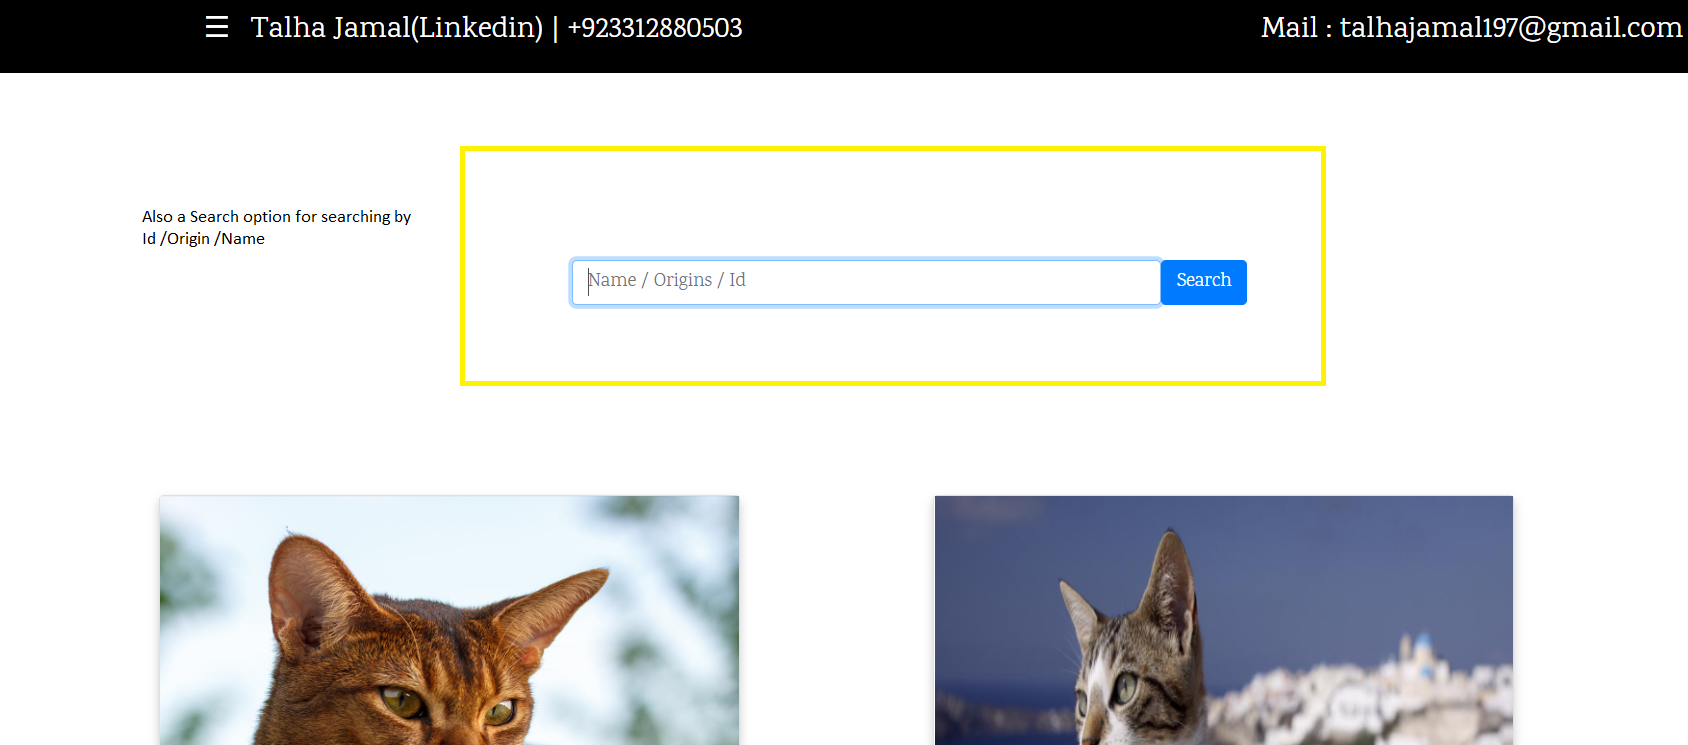 ☰ Talha Jamal(Linkedin) | +923312880503 Mail : talhajamal197@gmail.com
Also a Search option for searching by
Id /Origin /Name
Name / Origins / Id Search